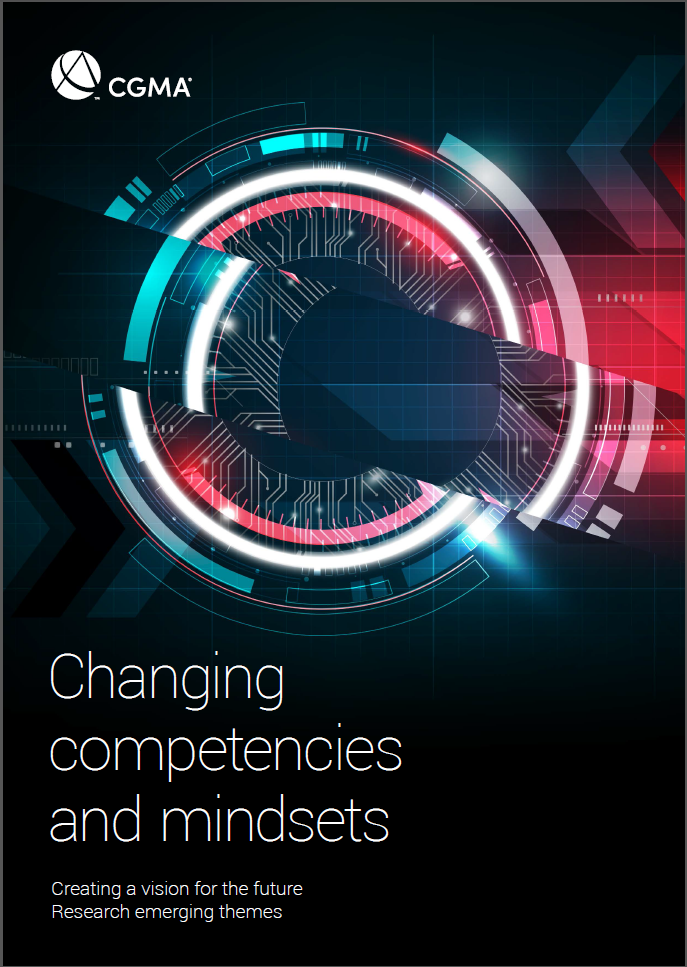 CGMA®
Changing
competencies
and mindsets
Creating a vision for the future
Research emerging themes